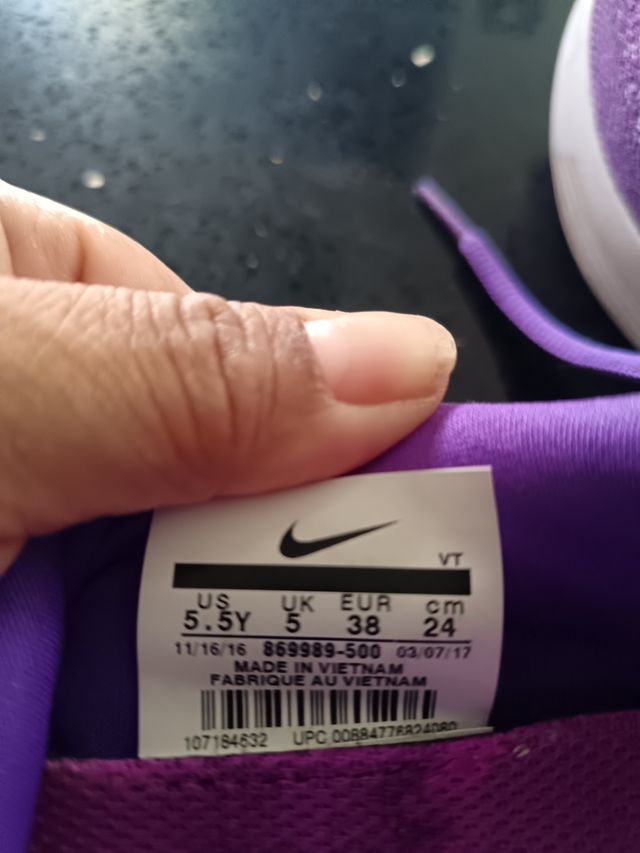 VT
US UK EUR cm
5.5Y 5 38 24
11/16/16 869989-500 03/07/17
MADE IN VIETNAM
FABRIQUE AU VIETNAM
107184632 UPC